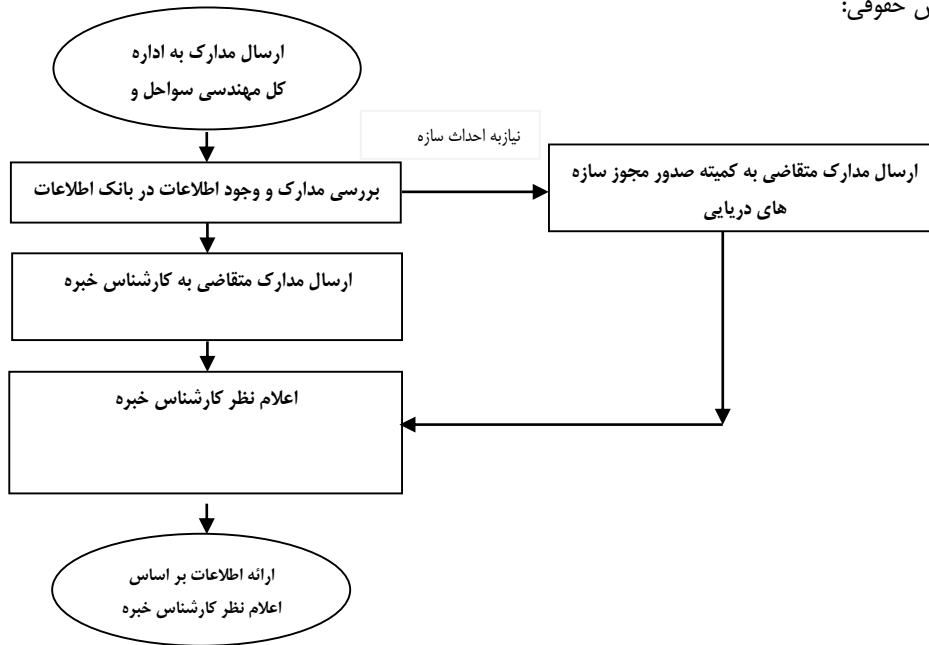 حقوقی:
ارسال مدارک به اداره
کل مهندسی سواحل و
نیازبه احداث سازه
بررسی مدارک و وجود اطلاعات در بانک اطلاعات
ارسال مدارک متقاضی به کمیته صدور مجوز سازه
های دریایی
ارسال مدارک متقاضی به کارشناس خبره
اعلام نظر کارشناس خبره
ارائه اطلاعات بر اساس
اعلام نظر کارشناس خبره